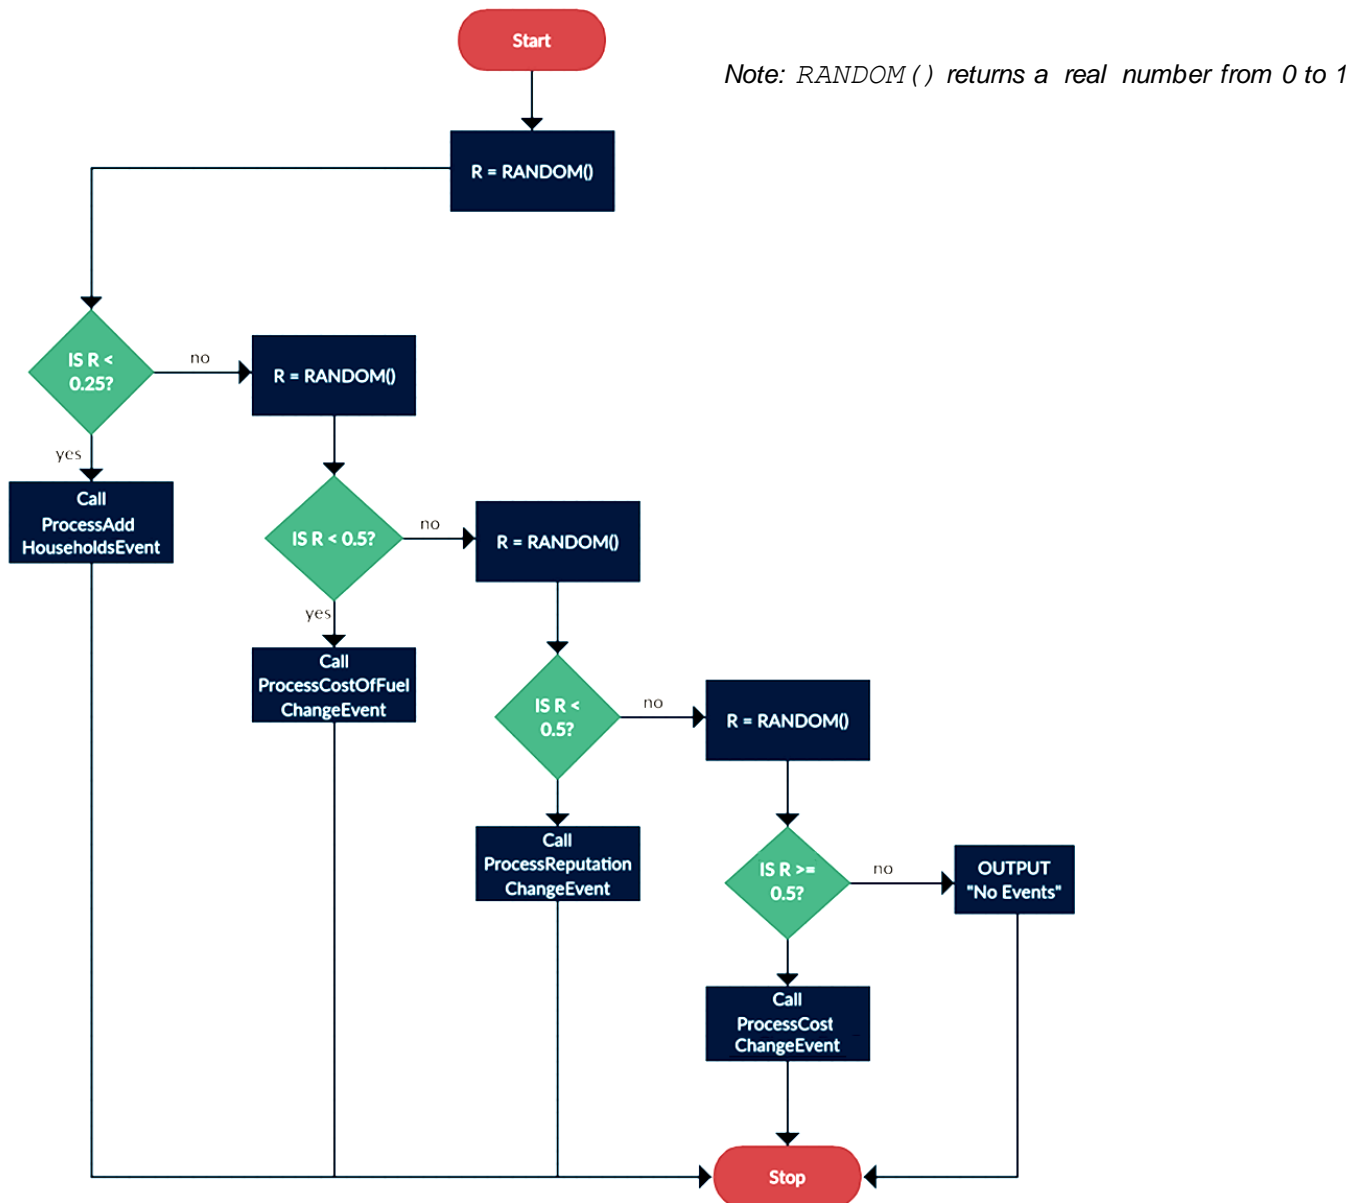 Start
Note: RANDOM() returns a real number from 0 to 1
R = RANDOM()
IS R <
0.25?
no
R = RANDOM()
yes
Call
ProcessAdd
HouseholdsEvent
IS R < 0.5?
no
R = RANDOM()
yes
Call
ProcessCostOfFuel
ChangeEvent
IS R <
0.5?
no
R = RANDOM()
Call
ProcessReputation
ChangeEvent
IS R >=
0.5?
no
OUTPUT
"No Events"
Call
ProcessCost
ChangeEvent
Stop